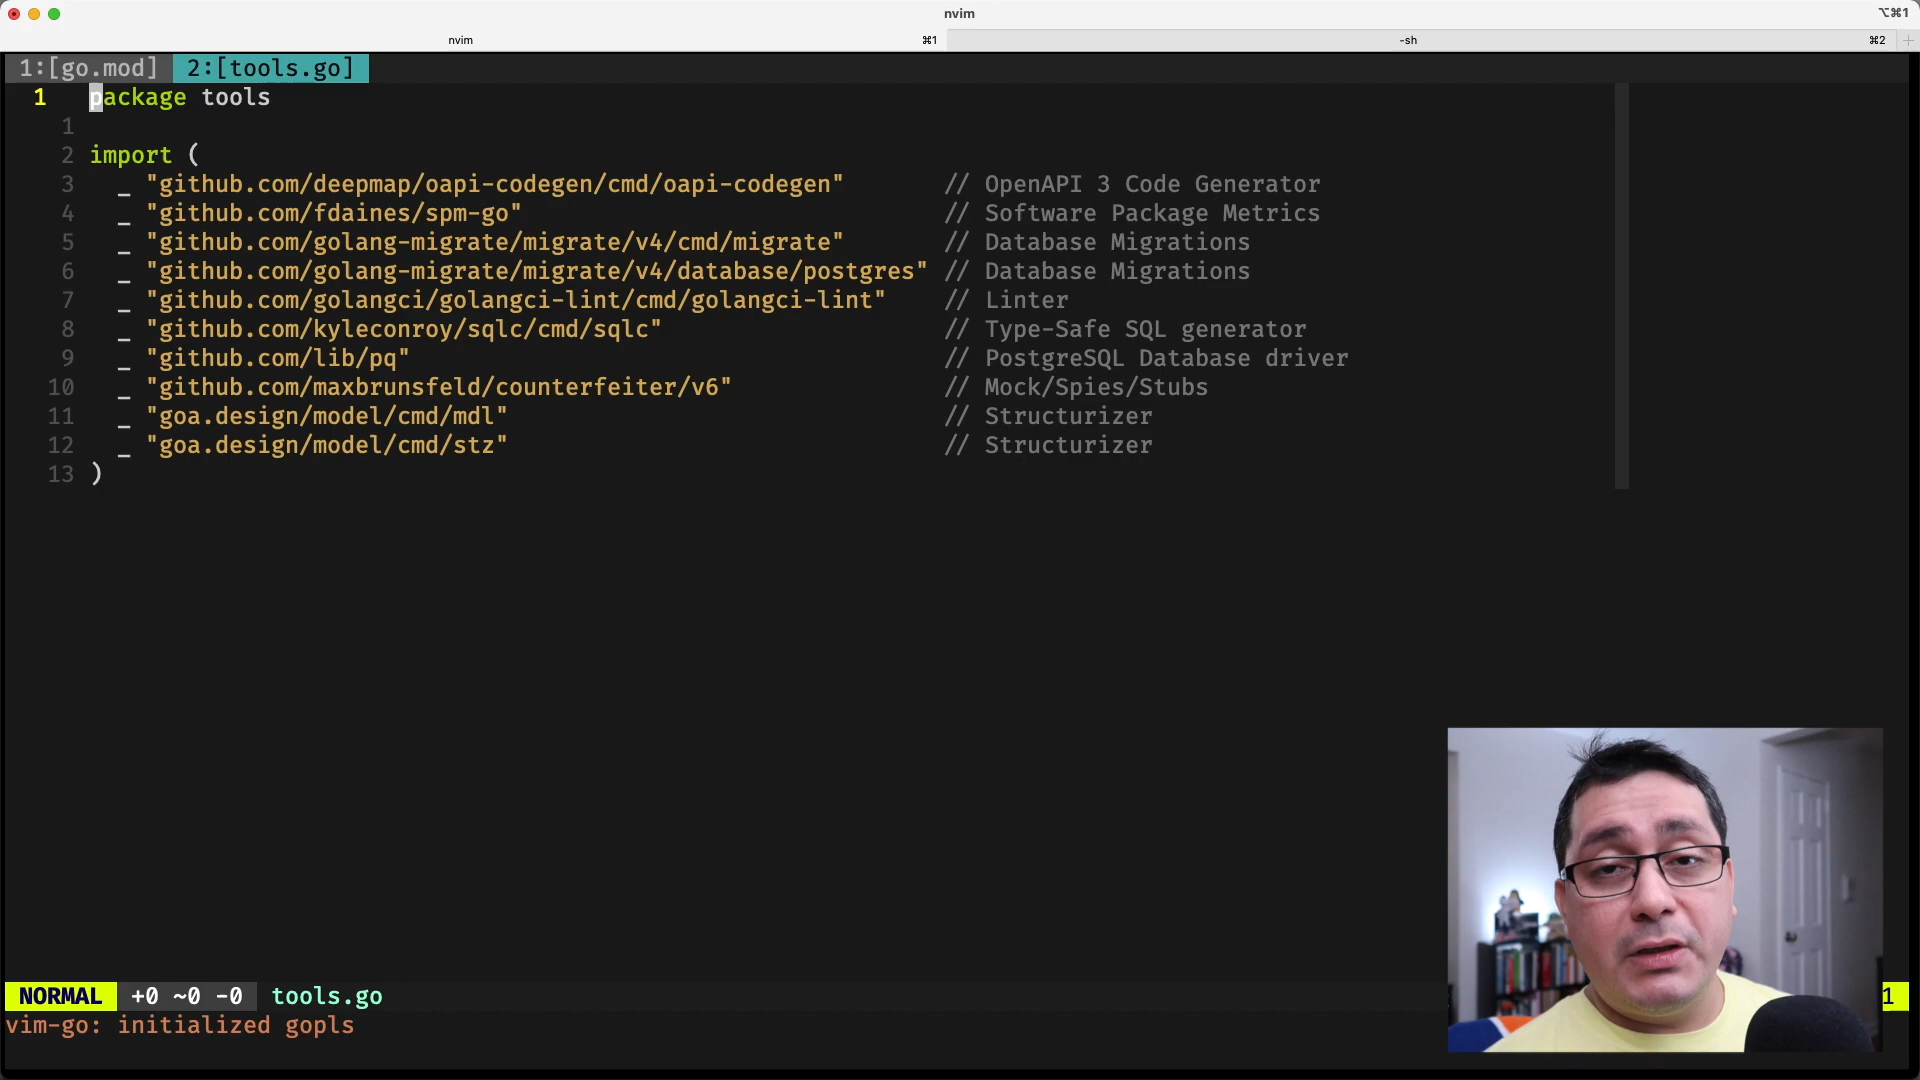 nvim
⌥⌘1
nvim ⌘1 -sh ⌘2 +
1:[go.mod] 2:[tools.go]
1 package tools
1
2 import (
3 _ "github.com/deepmap/oapi-codegen/cmd/oapi-codegen" // OpenAPI 3 Code Generator
4 _ "github.com/fdaines/spm-go" // Software Package Metrics
5 _ "github.com/golang-migrate/migrate/v4/cmd/migrate" // Database Migrations
6 _ "github.com/golang-migrate/migrate/v4/database/postgres" // Database Migrations
7 _ "github.com/golangci/golangci-lint/cmd/golangci-lint" // Linter
8 _ "github.com/kyleconroy/sqlc/cmd/sqlc" // Type-Safe SQL generator
9 _ "github.com/lib/pq" // PostgreSQL Database driver
10 _ "github.com/maxbrunsfeld/counterfeiter/v6" // Mock/Spies/Stubs
11 _ "goa.design/model/cmd/mdl" // Structurizer
12 _ "goa.design/model/cmd/stz" // Structurizer
13 )
NORMAL +0 ~0 -0 tools.go 1
vim-go: initialized gopls